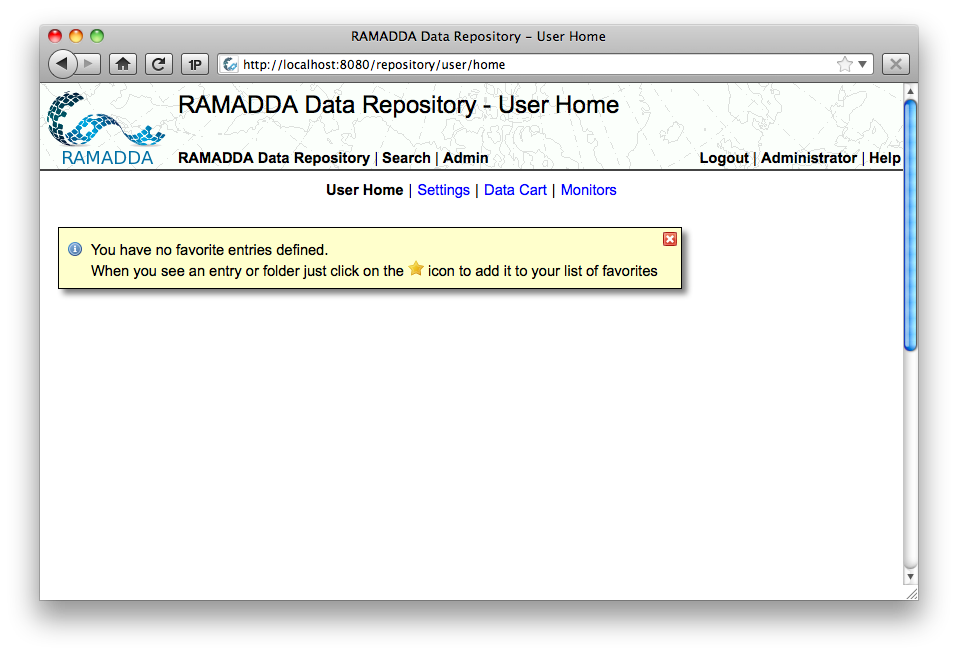 RAMADDA Data Repository – User Home
1P
http://localhost:8080/repository/user/home
RAMADDA Data Repository - User Home
RAMADDA
RAMADDA Data Repository | Search | Admin
Logout | Administrator | Help
User Home | Settings | Data Cart | Monitors
You have no favorite entries defined.
When you see an entry or folder just click on the icon to add it to your list of favorites